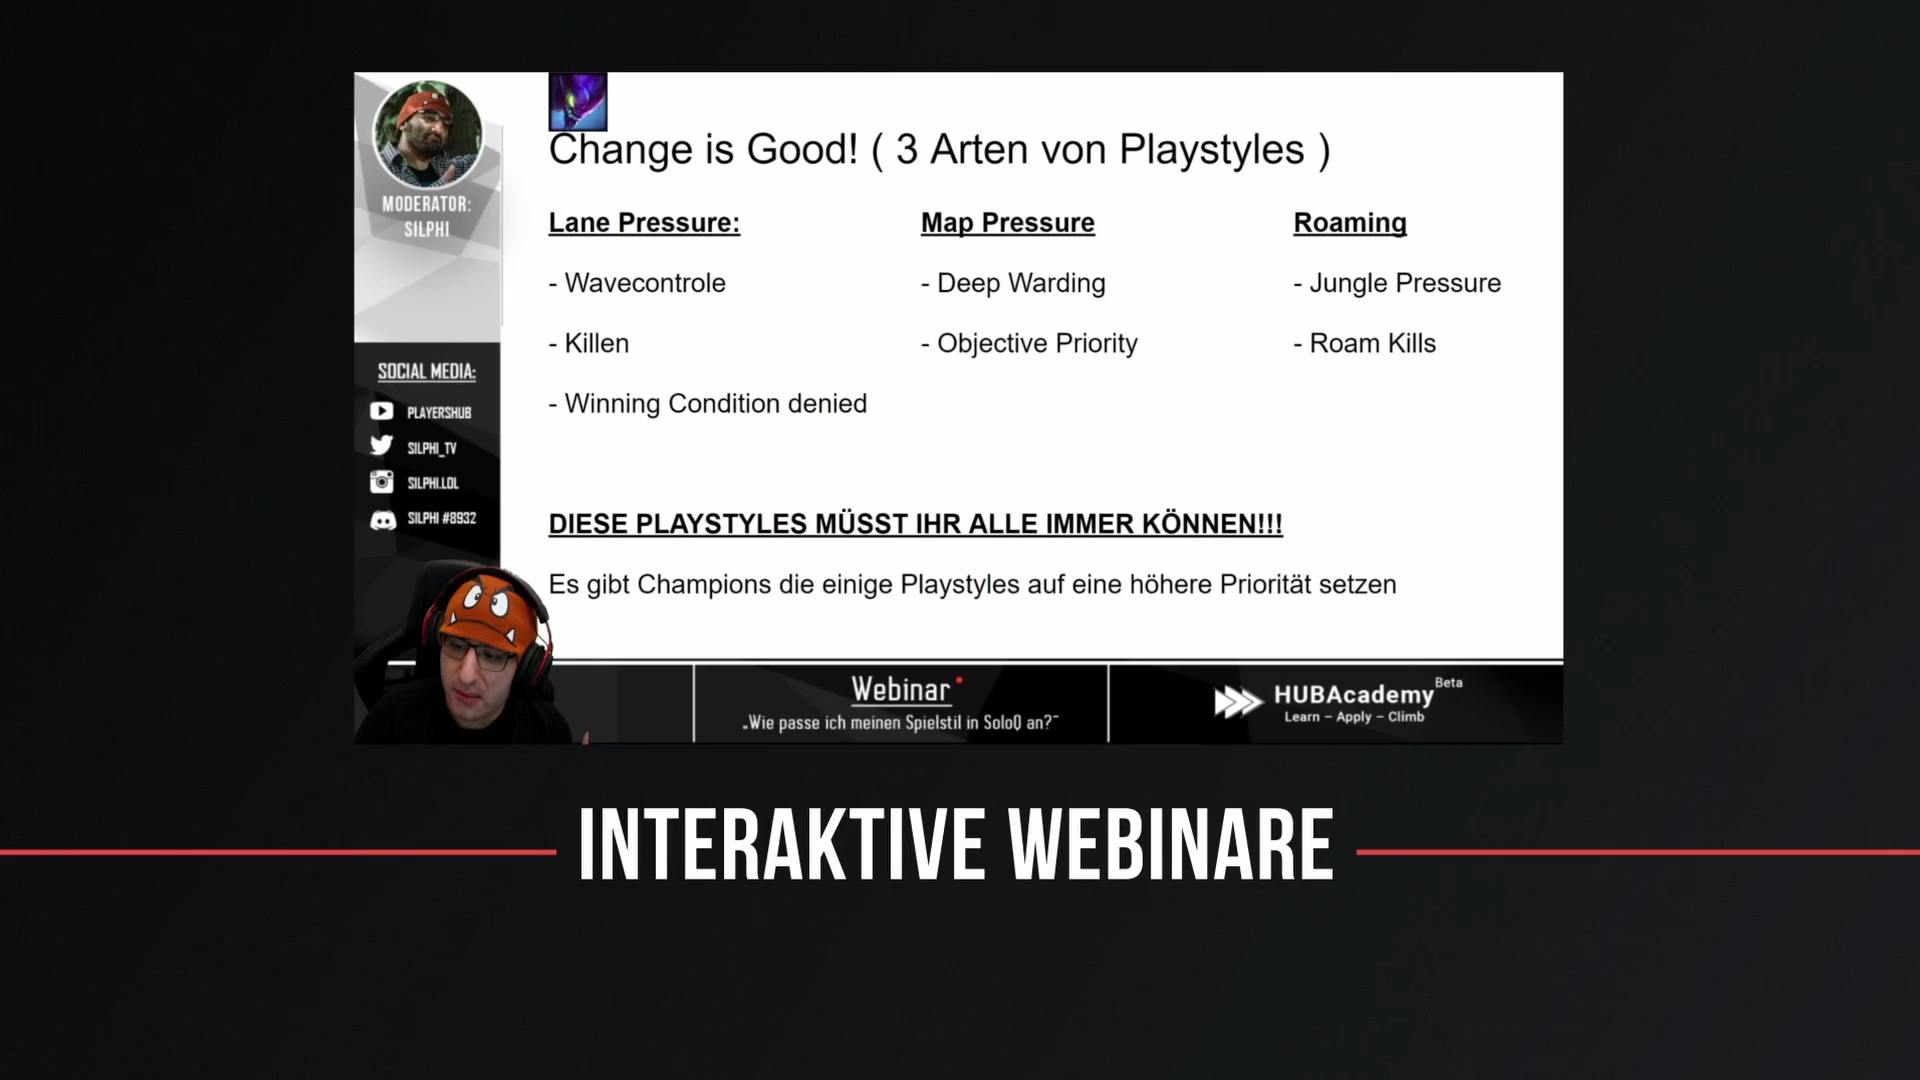 MODERATOR:
SILPHI
SOCIAL MEDIA:
PLAYERSHUB
SILPHI_TV
SILPHI.LOL
SILPHI #8932
Change is Good! ( 3 Arten von Playstyles )
Lane Pressure:
- Wavecontrole
- Killen
- Winning Condition denied
Map Pressure
- Deep Warding
- Objective Priority
Roaming
- Jungle Pressure
- Roam Kills
DIESE PLAYSTYLES MÜSST IHR ALLE IMMER KÖNNEN!!!
Es gibt Champions die einige Playstyles auf eine höhere Priorität setzen
Webinar
„Wie passe ich meinen Spielstil in SoloQ an?“
HUBAcademy Beta
Learn – Apply – Climb
INTERAKTIVE WEBINARE